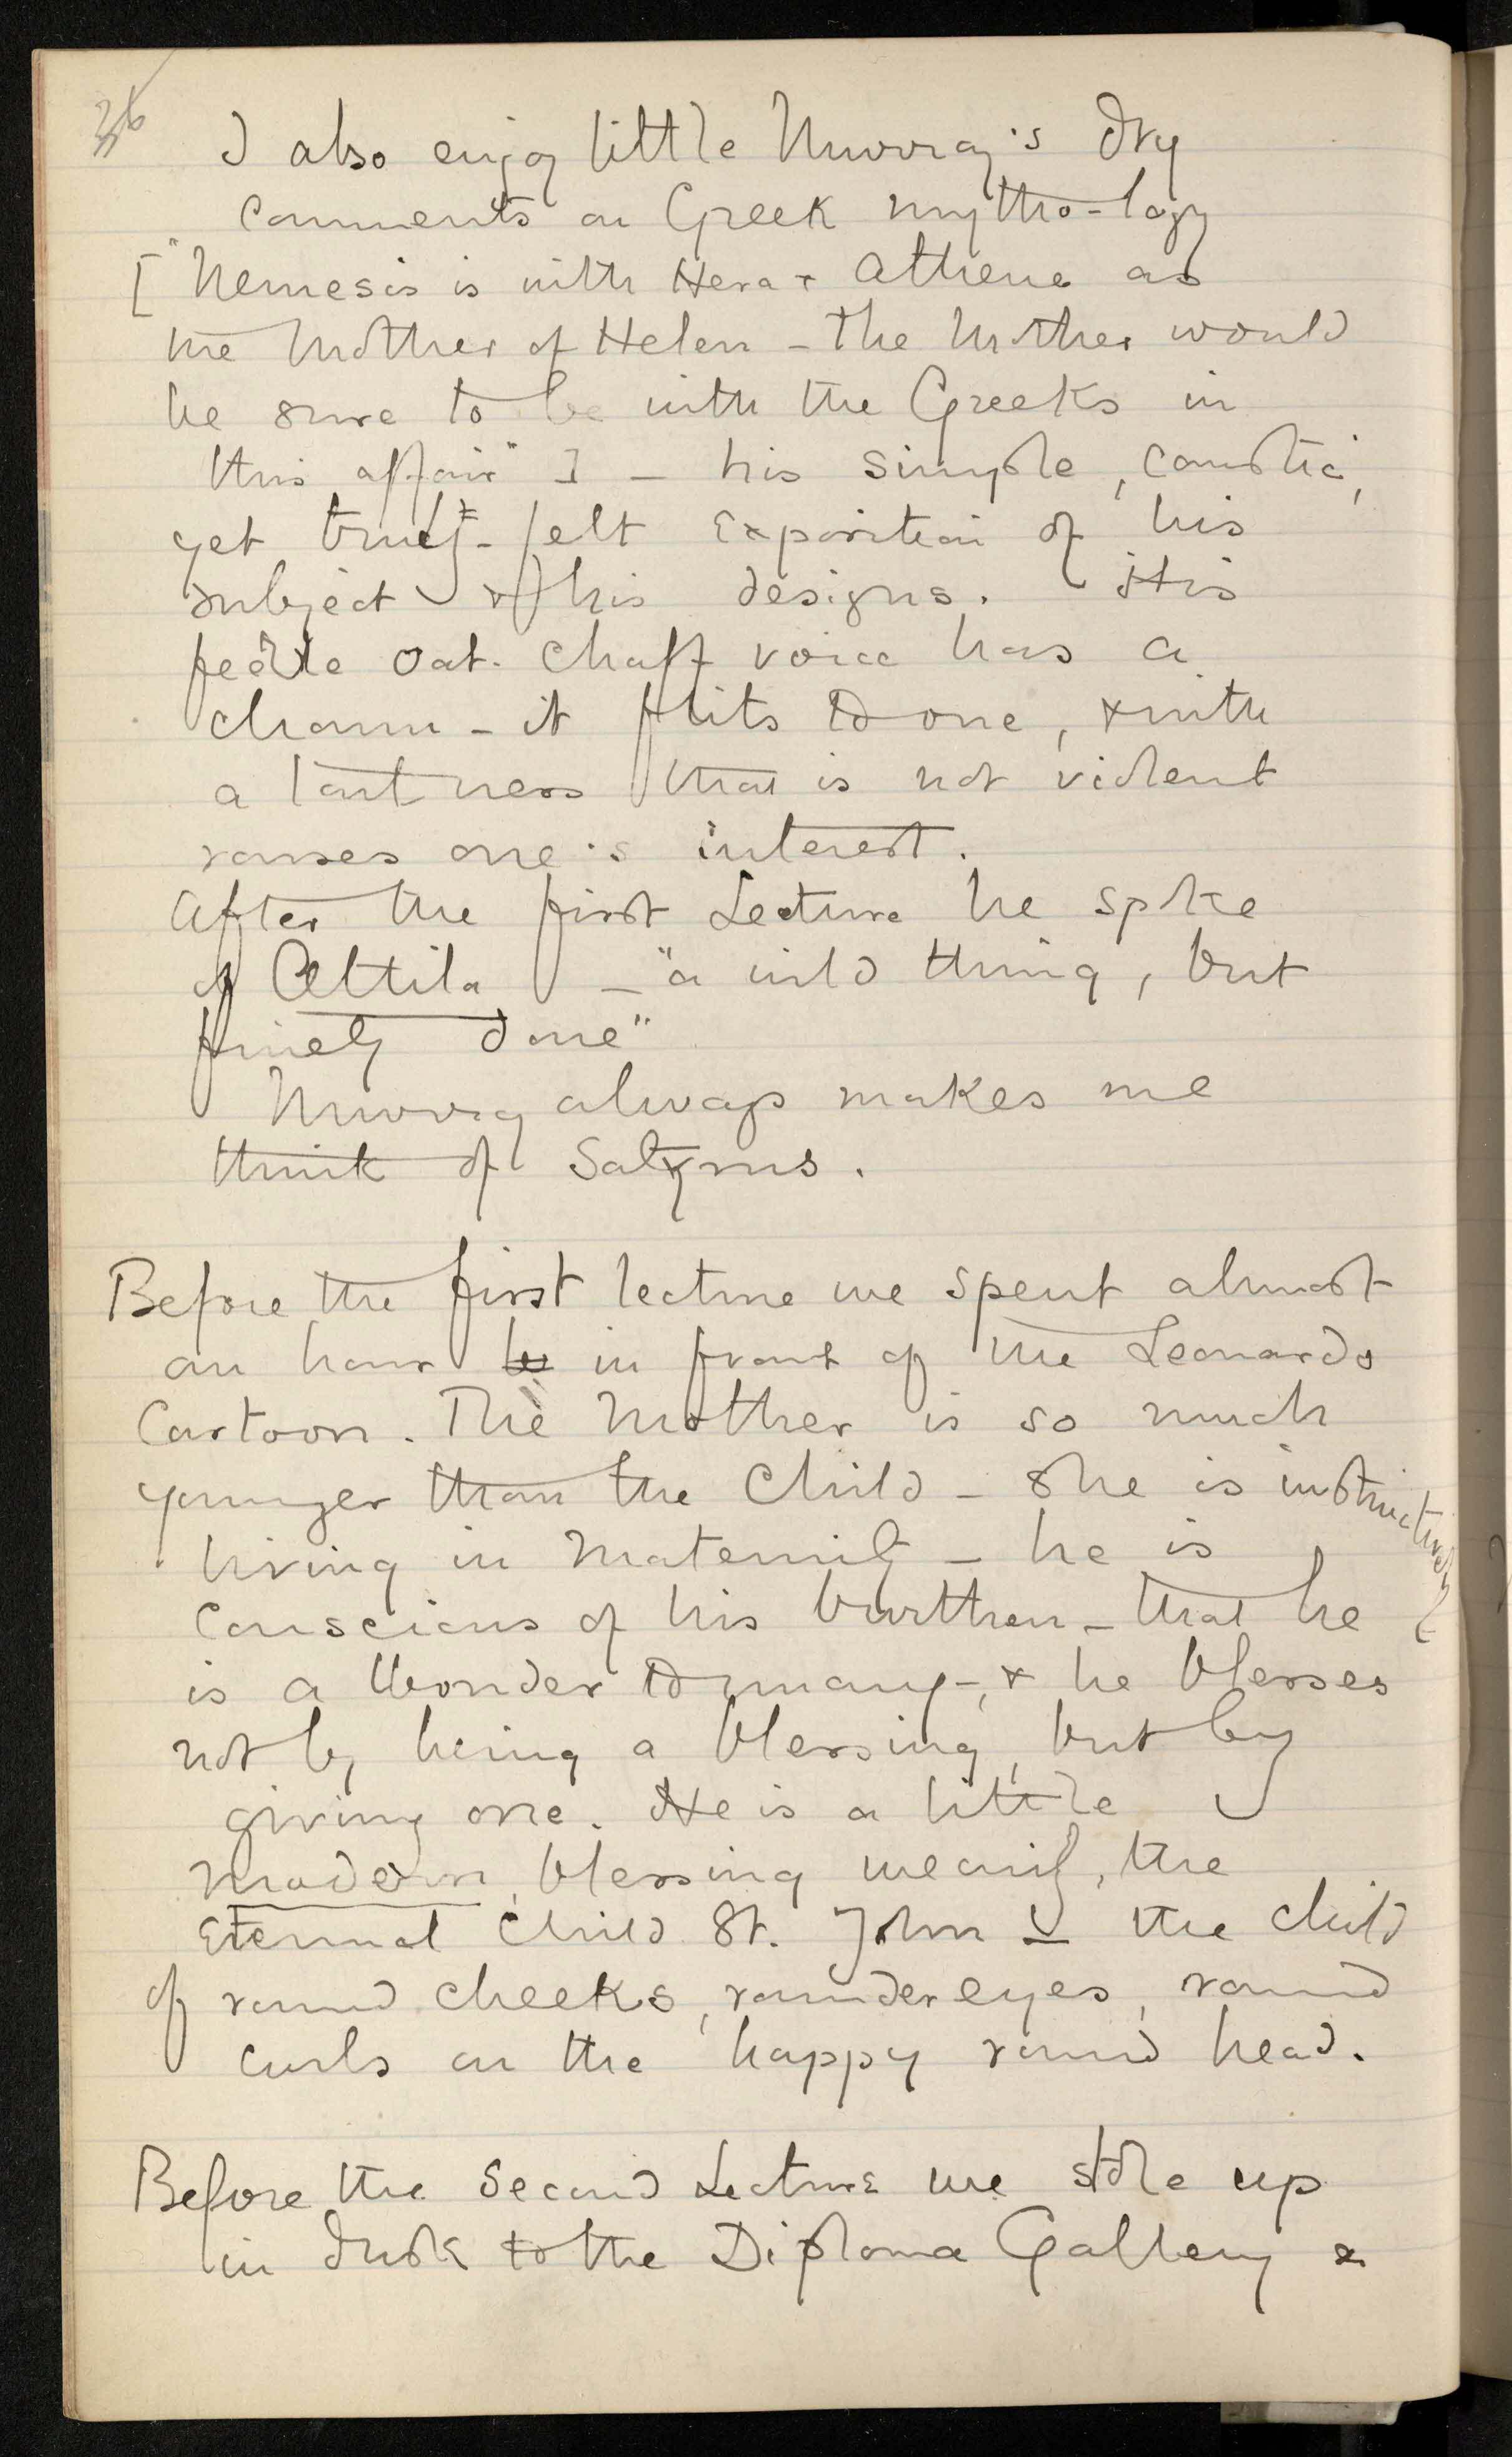 36
I also enjoy little Murray's dry
comments on Greek mytho-logy
["Nemesis is with Hera & Athene as
the Mother of Helen – the Mother would
be sure to be with the Greeks in
this affair"] – his simple, caustic,
yet truly-felt exposition of his
subject & of his designs. His
feeble oat-chaff voice has a
charm – it flits to one, & with
a tartness that is not violent
rouses one's interest.
After the first Lecture he spoke
of Attila – "a wild thing, but
finely done"
Murray always makes me
think of Satyrus.
Before the first lecture we spent almost
an hour in front of the Leonardo
Cartoon. The Mother is so much
younger than the Child – she is instinctively
living in Maternity – he is
conscious of his burthen – that he
is a Wonder to many –, & he blesses
not by being a blessing, but by
giving one. He is a little
modern, blessing wearily, the
Eternal Child St. John – the child
of round cheeks, rounder eyes, round
curls on the happy round head.
Before the second Lecture we stole up
in dusk to the Diploma Gallery &